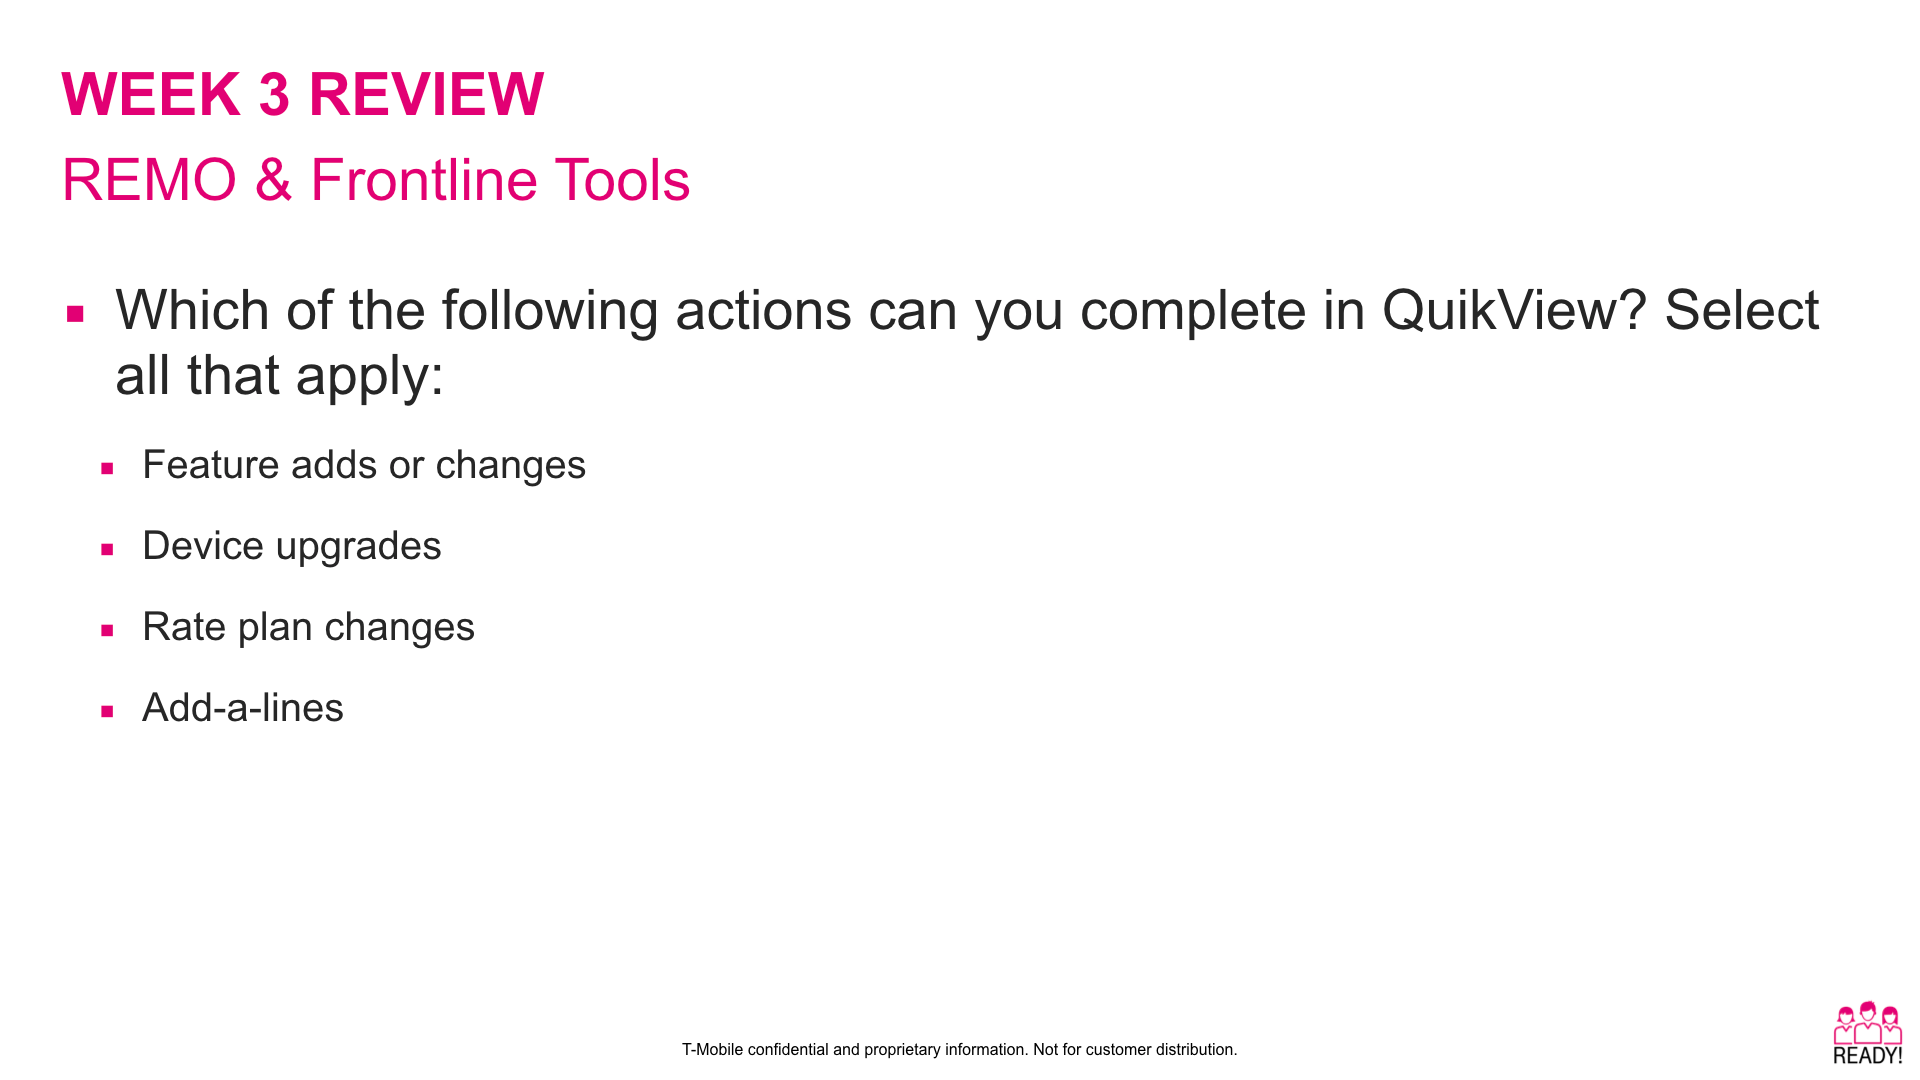 WEEK 3 REVIEW
REMO & Frontline Tools
Which of the following actions can you complete in QuikView? Select
all that apply:
Feature adds or changes
Device upgrades
Rate plan changes
Add-a-lines
T-Mobile confidential and proprietary information. Not for customer distribution.
READY!